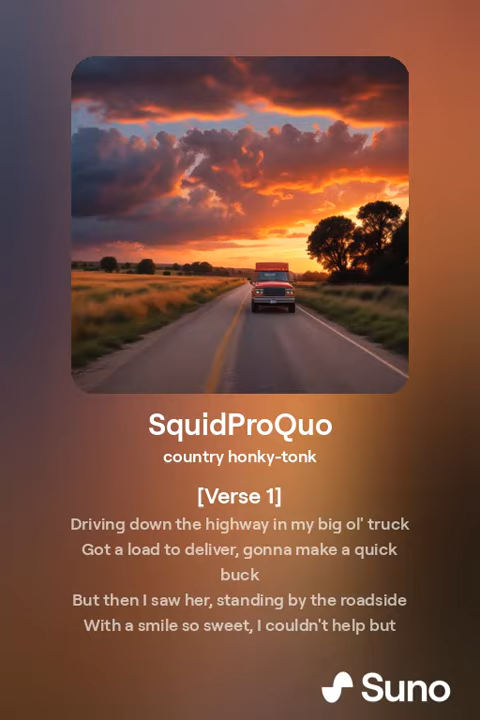 SquidProQuo
country honky-tonk
[Verse 1]
Driving down the highway in my big ol' truck
Got a load to deliver, gonna make a quick
buck
But then I saw her, standing by the roadside
With a smile so sweet, I couldn't help but
Suno